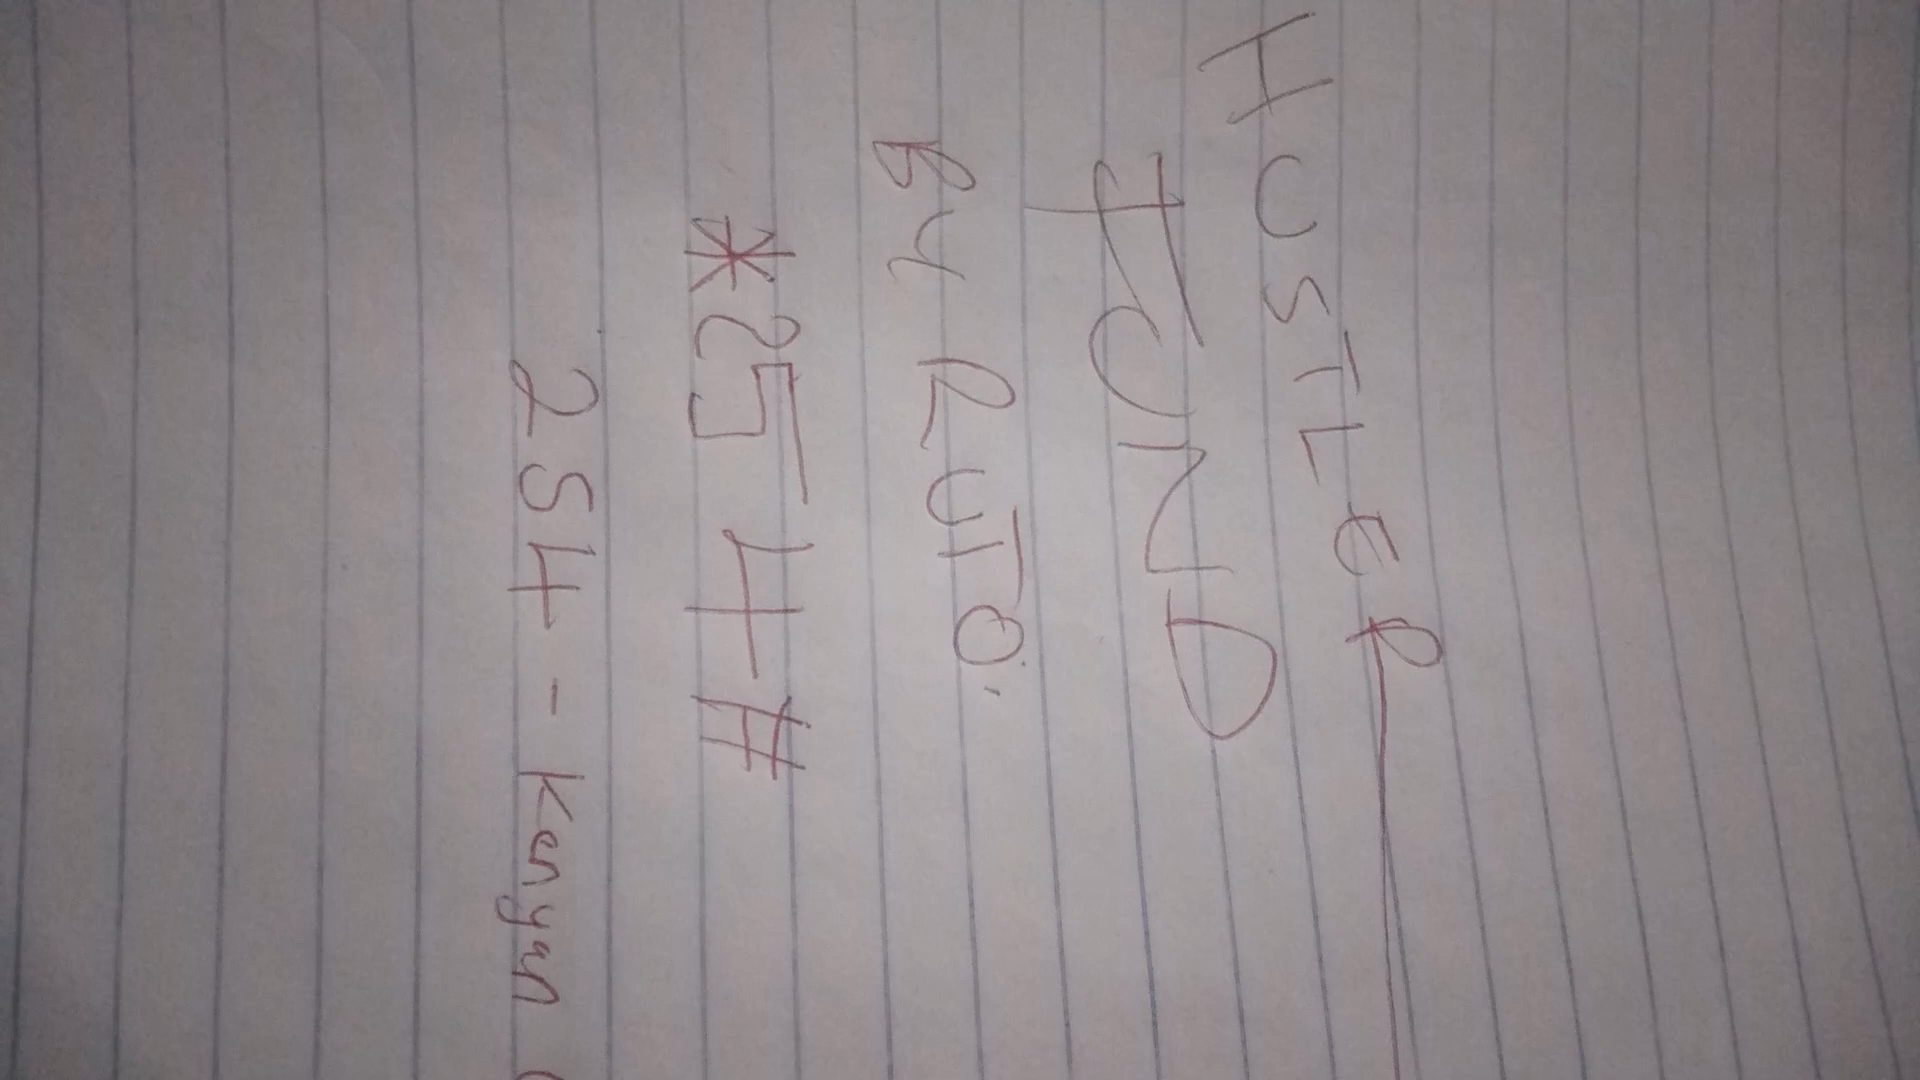 HUSTLER
FUND
By RUTO.
*254#
254 - Kenyan